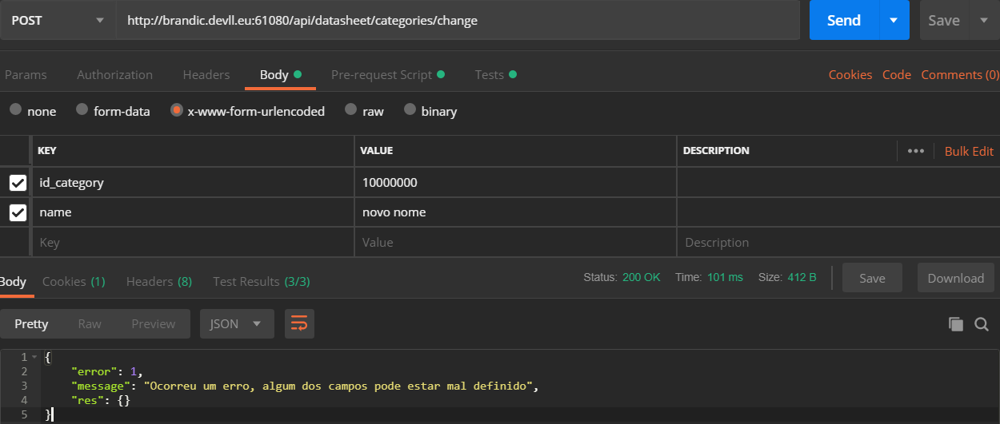 POST http://brandic.devll.eu:61080/api/datasheet/categories/change Send Save
Params Authorization Headers Body Pre-request Script Tests Cookies Code Comments (0)
none form-data x-www-form-urlencoded raw binary
KEY VALUE DESCRIPTION ••• Bulk Edit
id_category 10000000
name novo nome
Key Value Description
Body Cookies (1) Headers (8) Test Results (3/3) Status: 200 OK Time: 101 ms Size: 412 B Save Download
Pretty Raw Preview JSON
1 {
2 "error": 1,
3 "message": "Ocorreu um erro, algum dos campos pode estar mal definido",
4 "res": {}
5 }